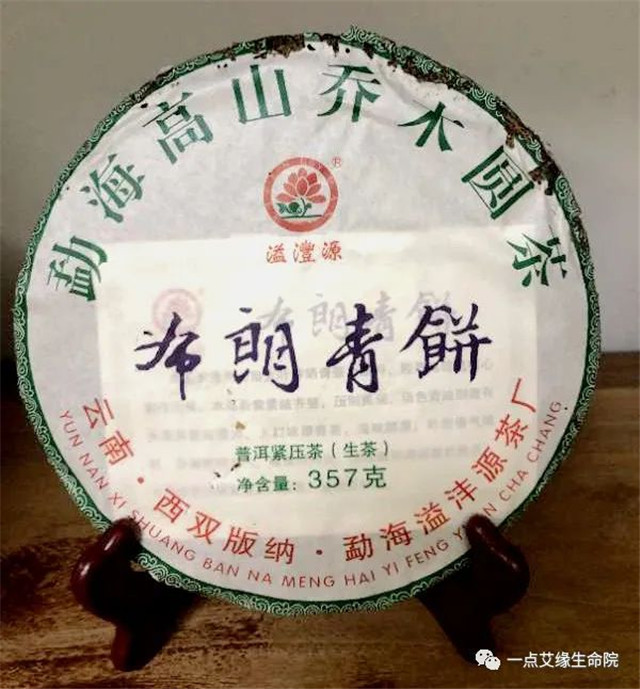 勐海高山乔木圆茶
®
溢灃源
布朗青餅
普洱紧压茶（生茶）
净含量：357克
云南·西双版纳·勐海溢沣源茶厂
YUN NAN XI SHUANG BAN NA MENG HAI YI FENG YUAN CHA CHANG
一点艾缘生命院